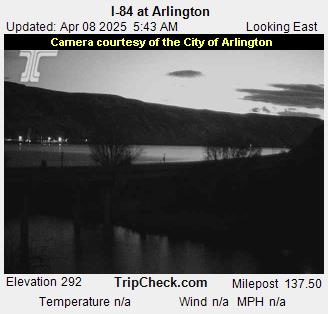 I-84 at Arlington
Updated: Apr 08 2025 5:43 AM Looking East
Camera courtesy of the City of Arlington
Elevation 292 TripCheck.com Milepost 137.50
Temperature n/a Wind n/a MPH n/a